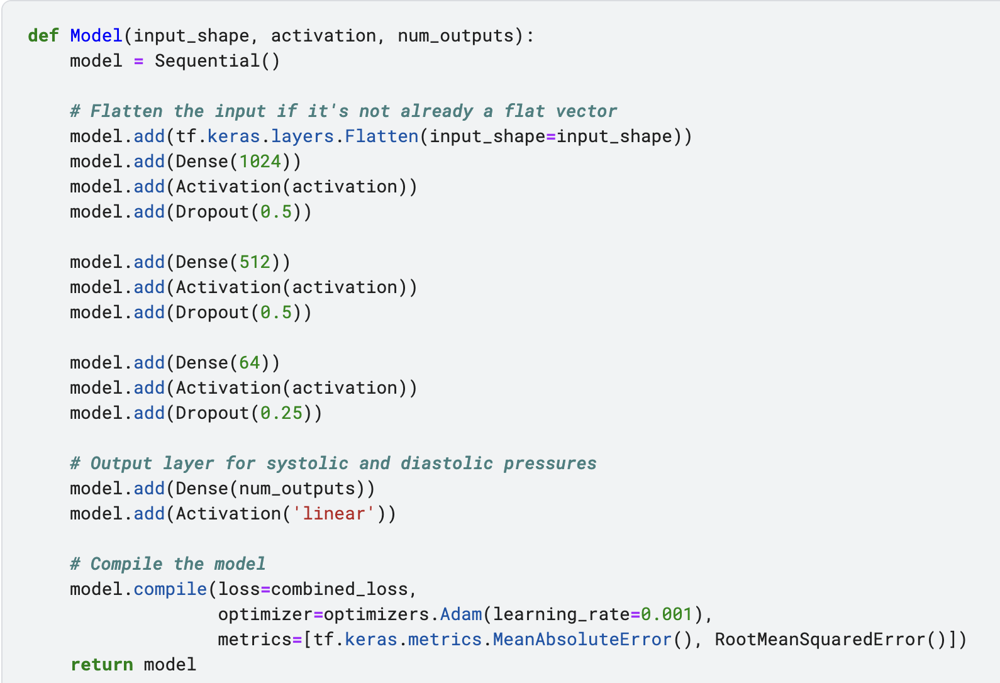 def Model(input_shape, activation, num_outputs):
    model = Sequential()

    # Flatten the input if it's not already a flat vector
    model.add(tf.keras.layers.Flatten(input_shape=input_shape))
    model.add(Dense(1024))
    model.add(Activation(activation))
    model.add(Dropout(0.5))

    model.add(Dense(512))
    model.add(Activation(activation))
    model.add(Dropout(0.5))

    model.add(Dense(64))
    model.add(Activation(activation))
    model.add(Dropout(0.25))

    # Output layer for systolic and diastolic pressures
    model.add(Dense(num_outputs))
    model.add(Activation('linear'))

    # Compile the model
    model.compile(loss=combined_loss,
                  optimizer=optimizers.Adam(learning_rate=0.001),
                  metrics=[tf.keras.metrics.MeanAbsoluteError(), RootMeanSquaredError()])
    return model